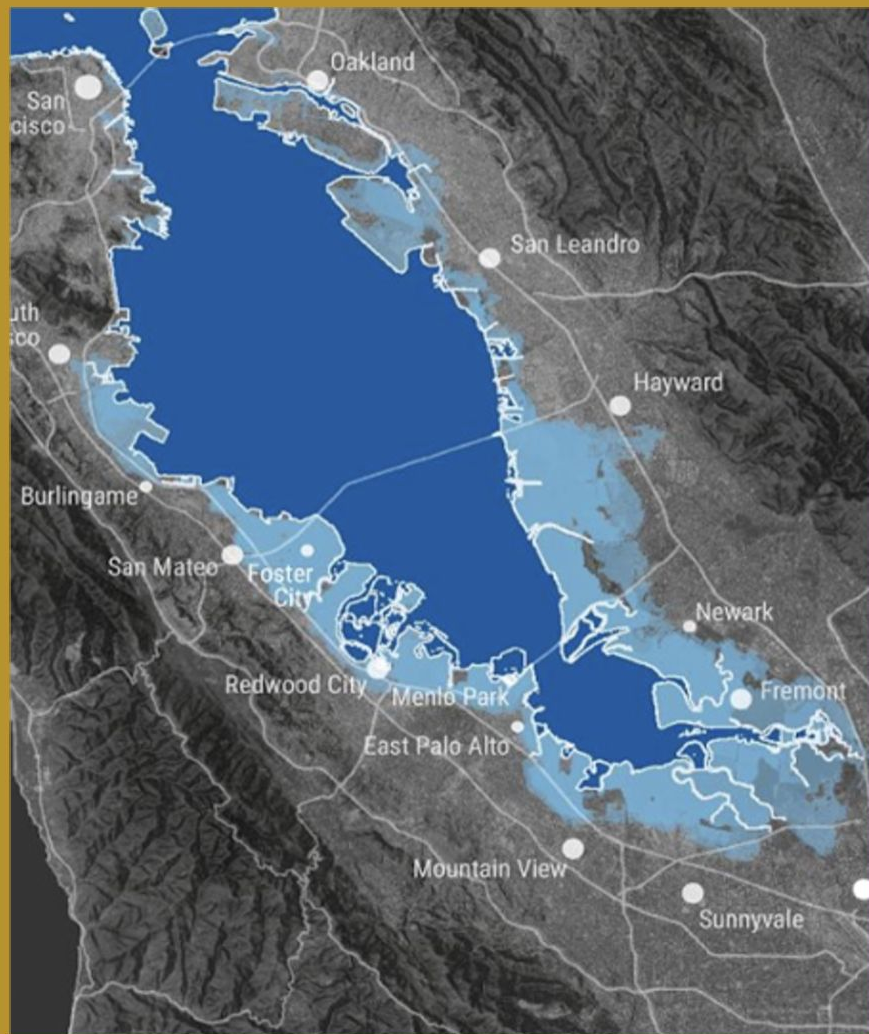 Oakland
San
cisco
San Leandro
uth
sco
Hayward
Burlingame
San Mateo
Foster
City
Newark
Redwood City
Menlo Park
Fremont
East Palo Alto
Mountain View
Sunnyvale